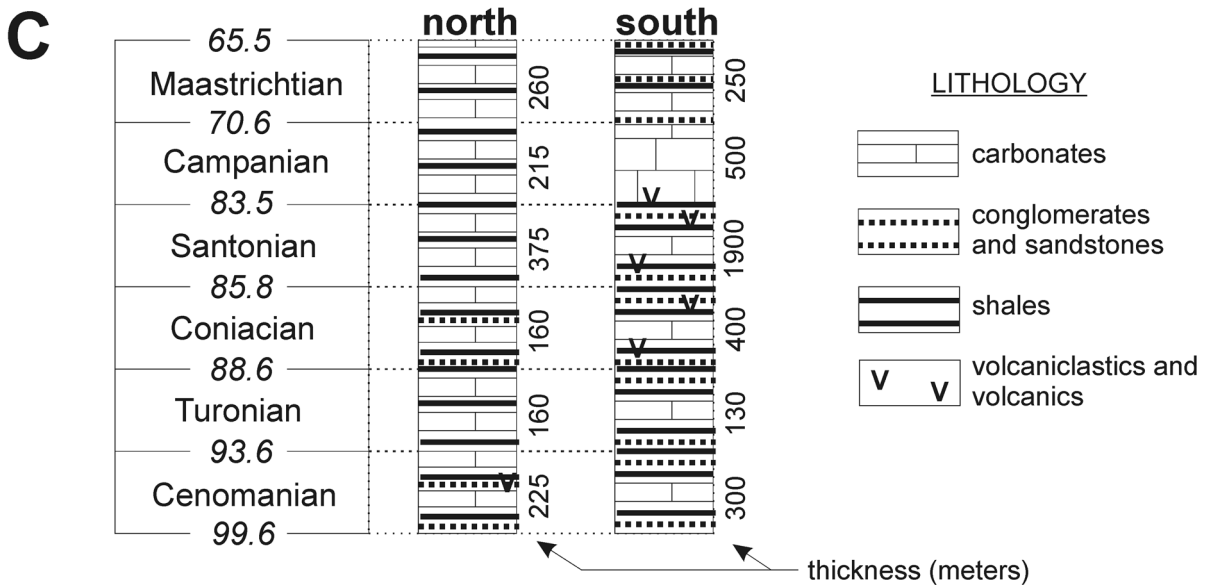 C
north
south
65.5
Maastrichtian
70.6
Campanian
83.5
Santonian
85.8
Coniacian
88.6
Turonian
93.6
Cenomanian
99.6
260
215
375
160
160
225
250
500
1900
400
130
300
V
V
V
V
V
V
LITHOLOGY
carbonates
conglomerates
and sandstones
shales
V V
volcaniclastics and
volcanics
thickness (meters)